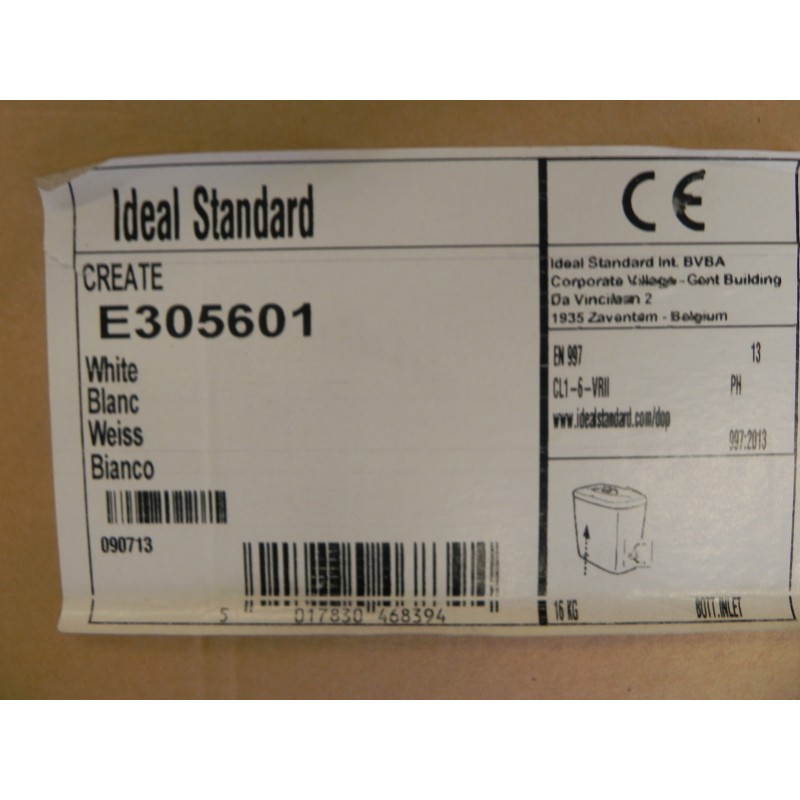 Ideal Standard
CE
CREATE
E305601
White
Blanc
Weiss
Bianco
090713
5 017830 468394
Ideal Standard Int. BVBA
Corporate Village - Gent Building
Da Vincilaan 2
1935 Zaventem - Belgium
EN 997 13
CL1-6-VRII PH
www.idealstandard.com/dop
997:2013
16 KG BOTT.INLET